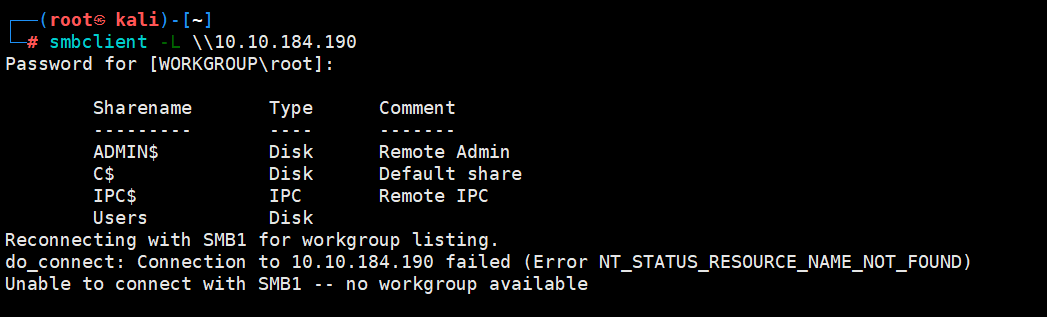 ┌──(root㉿ kali)-[~]
└─# smbclient -L \\10.10.184.190
Password for [WORKGROUP\root]:

        Sharename       Type      Comment
        ---------       ----      -------
        ADMIN$          Disk      Remote Admin
        C$              Disk      Default share
        IPC$            IPC       Remote IPC
        Users           Disk
Reconnecting with SMB1 for workgroup listing.
do_connect: Connection to 10.10.184.190 failed (Error NT_STATUS_RESOURCE_NAME_NOT_FOUND)
Unable to connect with SMB1 -- no workgroup available